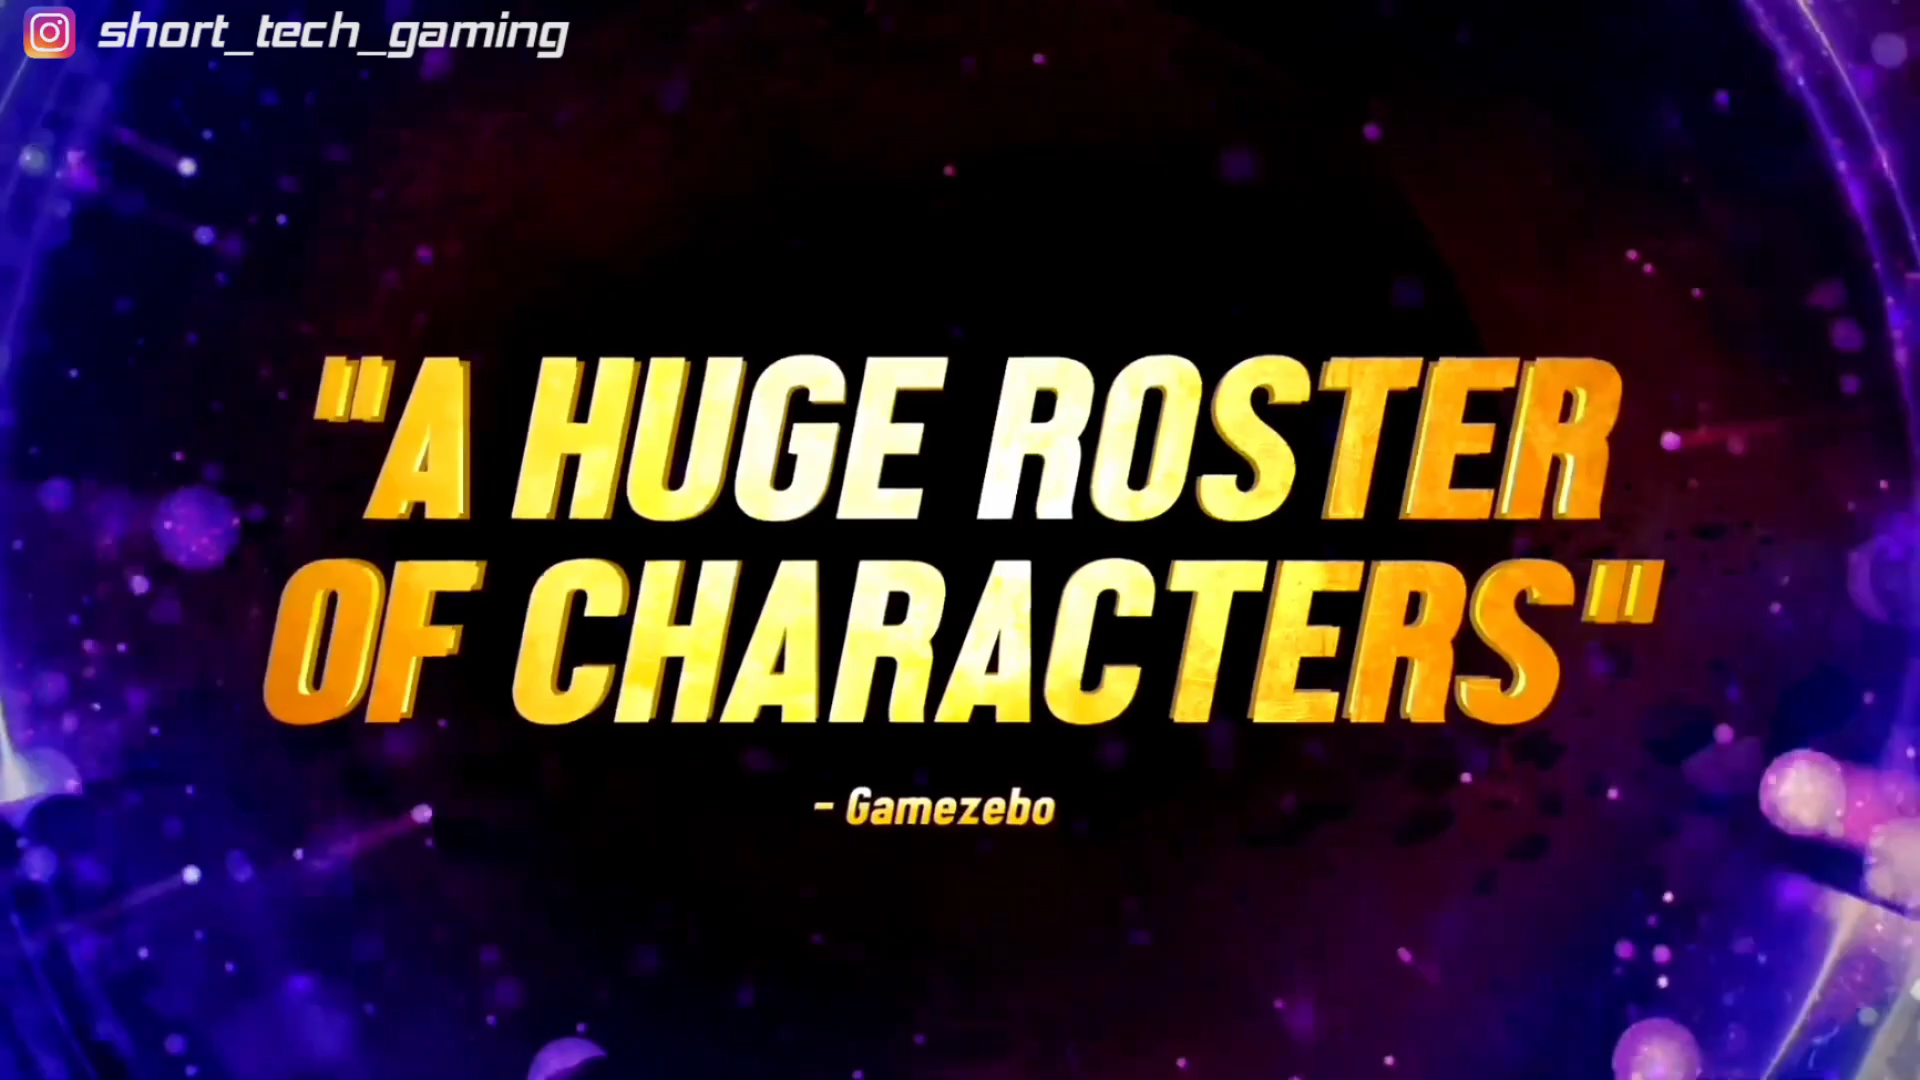 short_tech_gaming
"A HUGE ROSTER
OF CHARACTERS"
- Gamezebo